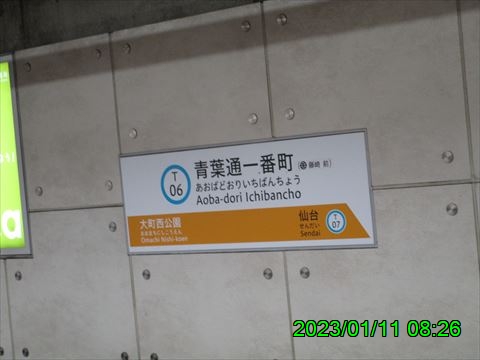 T
06
青葉通一番町 (藤崎 前)
あおばどおりいちばんちょう
Aoba-dori Ichibancho
大町西公園
おおまちにしこうえん
Omachi Nishi-koen
仙台
せんだい
Sendai
T
07
2023/01/11 08:26